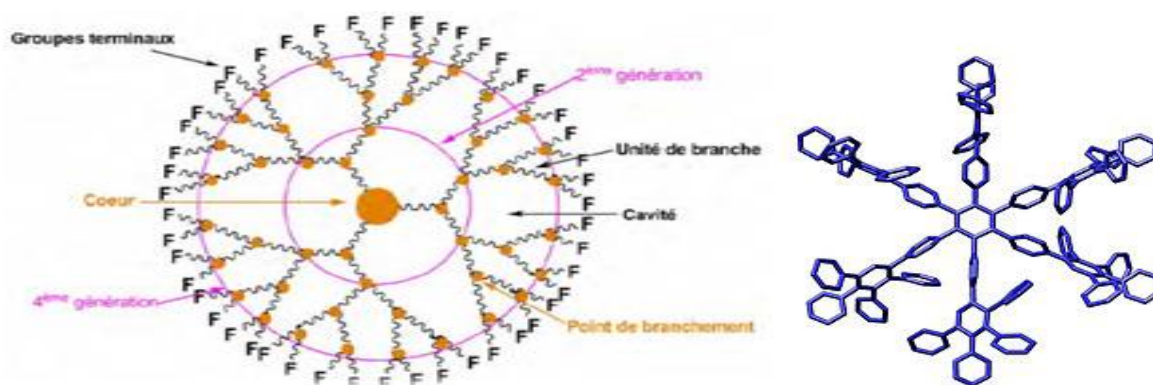 Groupes terminaux
2ème génération
Unité de branche
Coeur
Cavité
4ème génération
Point de branchement
F F F F F F F F F F F F F F F F F F F F F F F F F F F F F F F F F F F F F F F F F F F F F F F F